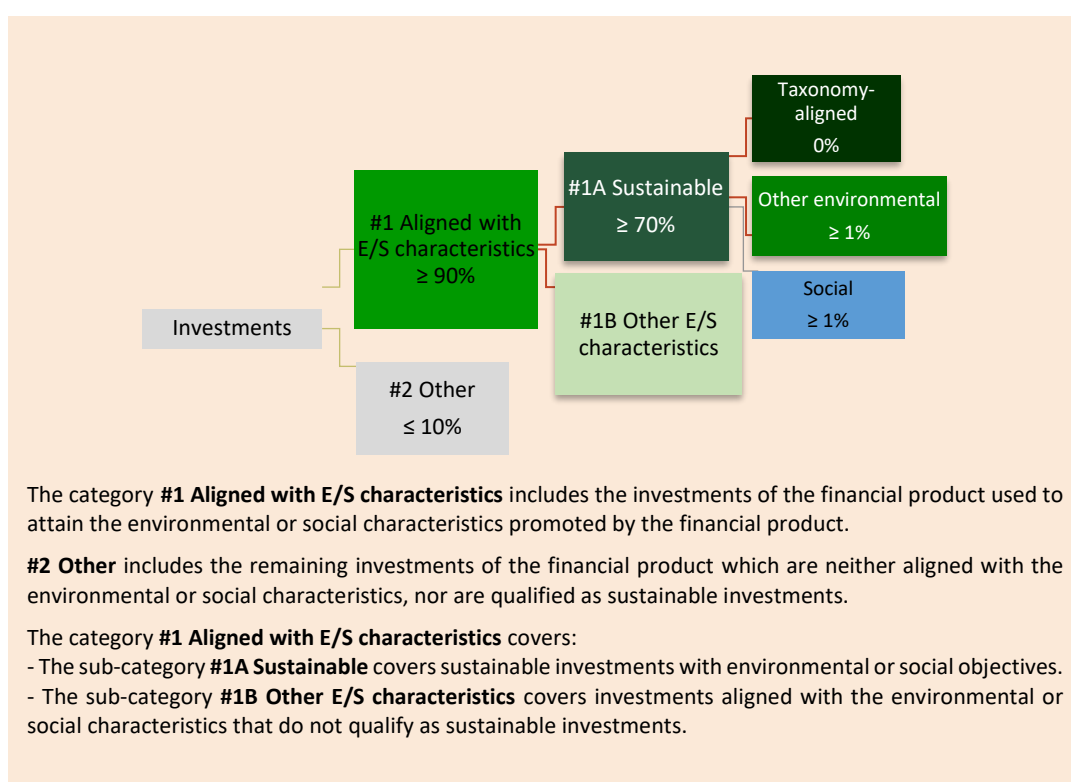 Taxonomy-
aligned
0%
#1A Sustainable
≥ 70%
Other environmental
≥ 1%
#1 Aligned with
E/S characteristics
≥ 90%
Social
≥ 1%
#1B Other E/S
characteristics
Investments
#2 Other
≤ 10%
The category #1 Aligned with E/S characteristics includes the investments of the financial product used to
attain the environmental or social characteristics promoted by the financial product.
#2 Other includes the remaining investments of the financial product which are neither aligned with the
environmental or social characteristics, nor are qualified as sustainable investments.
The category #1 Aligned with E/S characteristics covers:
- The sub-category #1A Sustainable covers sustainable investments with environmental or social objectives.
- The sub-category #1B Other E/S characteristics covers investments aligned with the environmental or
social characteristics that do not qualify as sustainable investments.